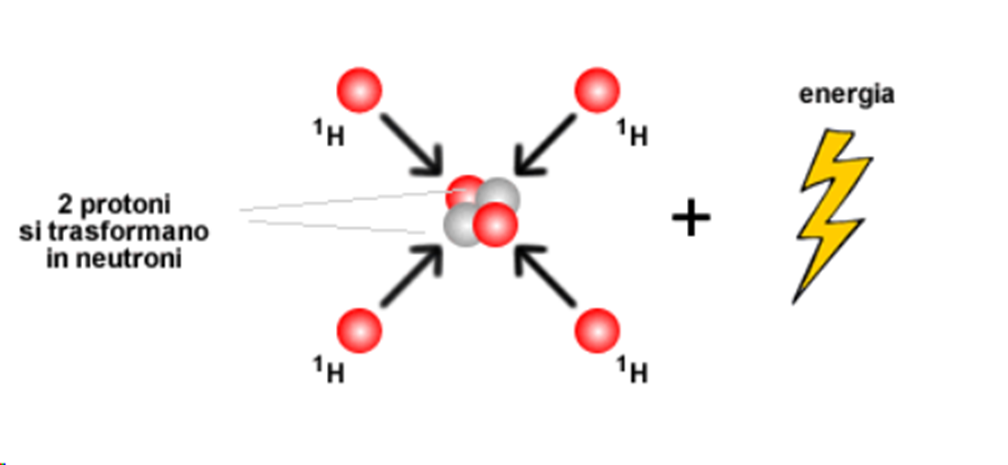 energia
¹H
¹H
2 protoni
si trasformano
in neutroni
+
¹H
¹H